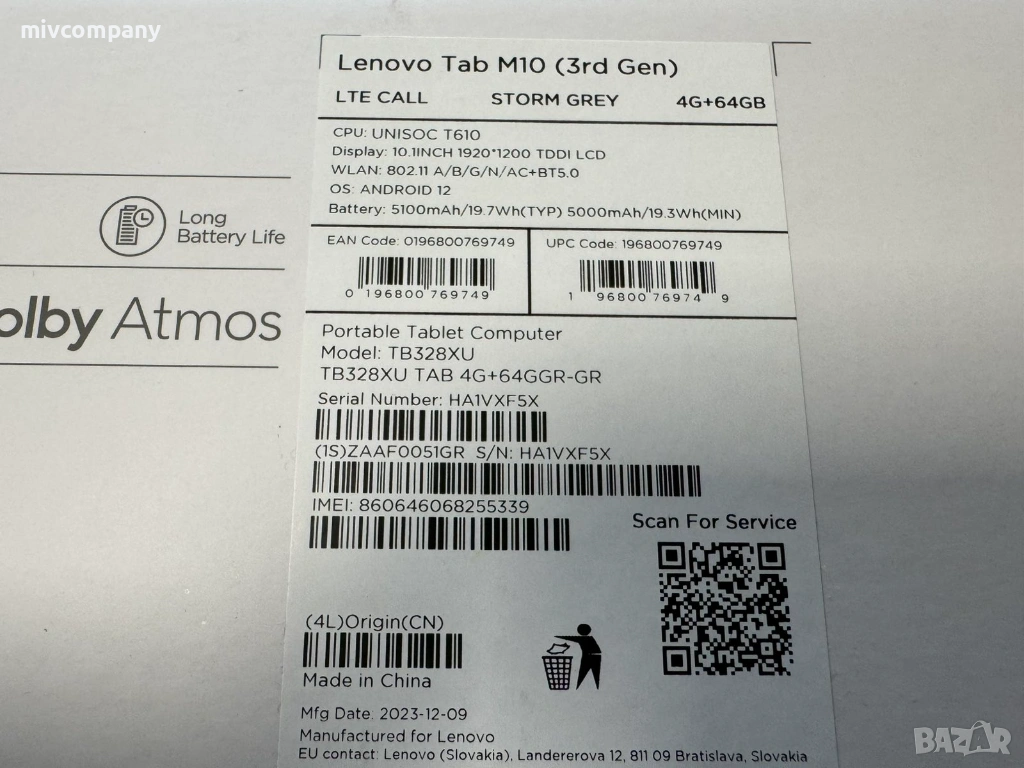 mivcompany
Lenovo Tab M10 (3rd Gen)
LTE CALL STORM GREY 4G+64GB
CPU: UNISOC T610
Display: 10.1INCH 1920*1200 TDDI LCD
WLAN: 802.11 A/B/G/N/AC+BT5.0
OS: ANDROID 12
Battery: 5100mAh/19.7Wh(TYP) 5000mAh/19.3Wh(MIN)
EAN Code: 0196800769749 UPC Code: 196800769749
0 196800 769749 1 96800 76974 9
Long
Battery Life
olby Atmos
Portable Tablet Computer
Model: TB328XU
TB328XU TAB 4G+64GGR-GR
Serial Number: HA1VXF5X
(1S)ZAAF0051GR S/N: HA1VXF5X
IMEI: 860646068255339
Scan For Service
(4L)Origin(CN)
Made in China
Mfg Date. 2023-12-09
Manufactured for Lenovo
EU contact: Lenovo (Slovakia), Landererova 12, 811 09 Bratislava, Slovakia
BAZAR